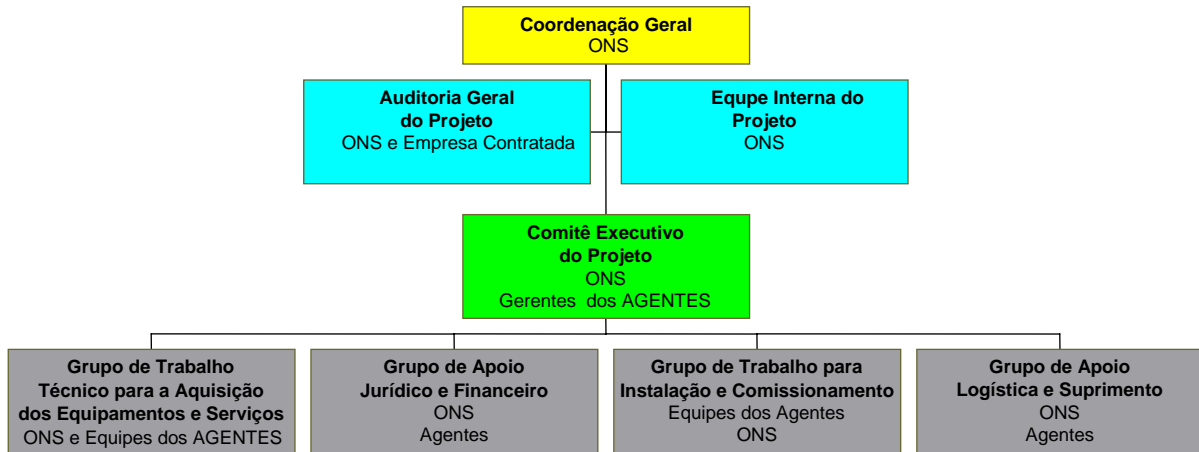 Coordenação Geral
ONS
Auditoria Geral
do Projeto
ONS e Empresa Contratada
Equpe Interna do
Projeto
ONS
Comitê Executivo
do Projeto
ONS
Gerentes dos AGENTES
Grupo de Trabalho
Técnico para a Aquisição
dos Equipamentos e Serviços
ONS e Equipes dos AGENTES
Grupo de Apoio
Jurídico e Financeiro
ONS
Agentes
Grupo de Trabalho para
Instalação e Comissionamento
Equipes dos Agentes
ONS
Grupo de Apoio
Logística e Suprimento
ONS
Agentes